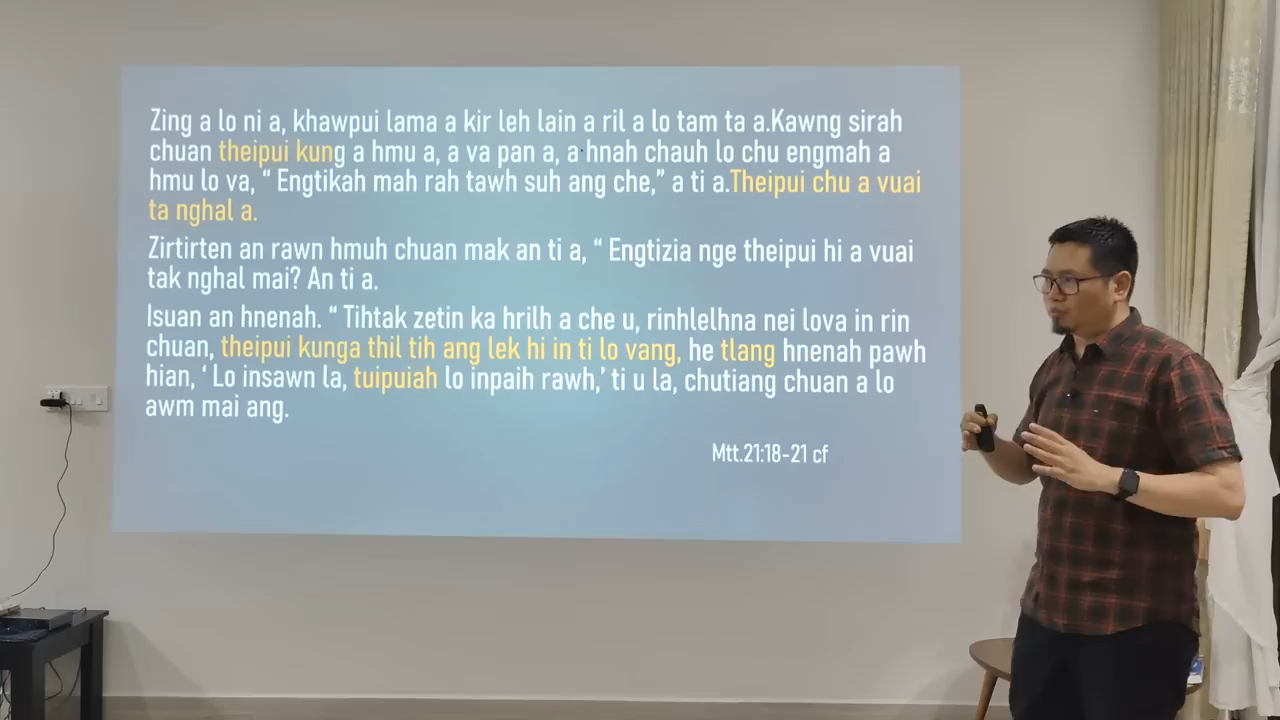 Zing a lo ni a, khawpui lama a kir leh lain a ril a lo tam ta a.Kawng sirah
chuan theipui kung a hmu a, a va pan a, a hnah chauh lo chu engmah a
hmu lo va, “ Engtikah mah rah tawh suh ang che,” a ti a.Theipui chu a vuai
ta nghal a.
Zirtirten an rawn hmuh chuan mak an ti a, “ Engtizia nge theipui hi a vuai
tak nghal mai? An ti a.
Isuan an hnenah. “ Tihtak zetin ka hrilh a che u, rinhlelhna nei lova in rin
chuan, theipui kunga thil tih ang lek hi in ti lo vang, he tlang hnenah pawh
hian, ‘ Lo insawn la, tuipuiah lo inpaih rawh,’ ti u la, chutiang chuan a lo
awm mai ang.
Mtt.21:18-21 cf